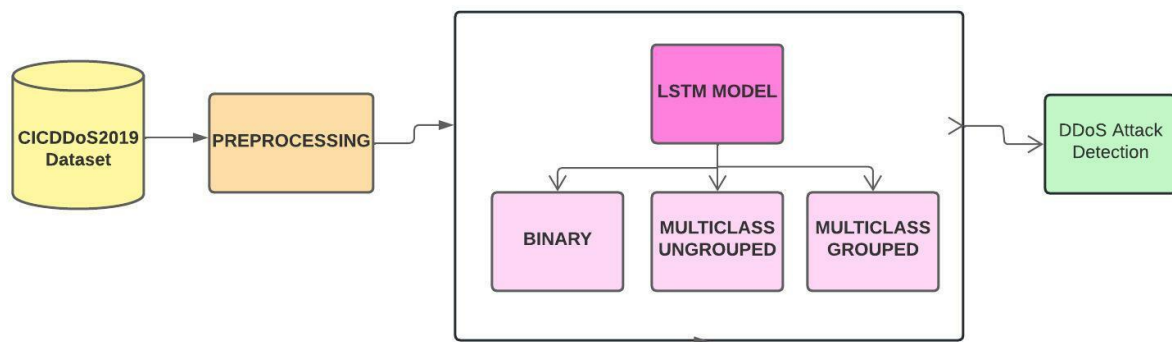 CICDDoS2019
Dataset
PREPROCESSING
LSTM MODEL
BINARY
MULTICLASS
UNGROUPED
MULTICLASS
GROUPED
DDoS Attack
Detection